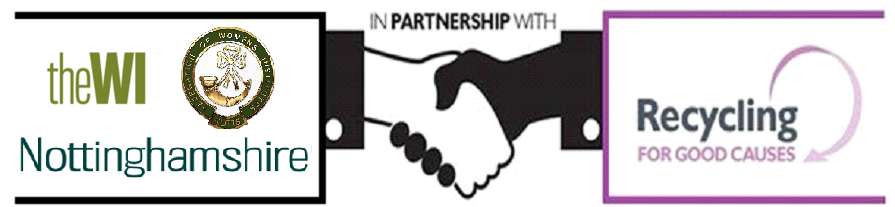 theWI
Nottinghamshire
IN PARTNERSHIP WITH
Recycling
FOR GOOD CAUSES